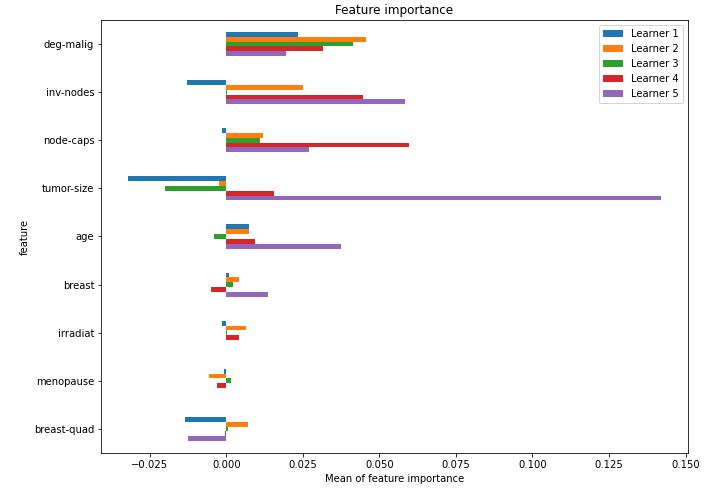 Feature importance
Learner 1
Learner 2
Learner 3
Learner 4
Learner 5
deg-malig
inv-nodes
node-caps
tumor-size
age
breast
irradiat
menopause
breast-quad
feature
−0.025 0.000 0.025 0.050 0.075 0.100 0.125 0.150
Mean of feature importance